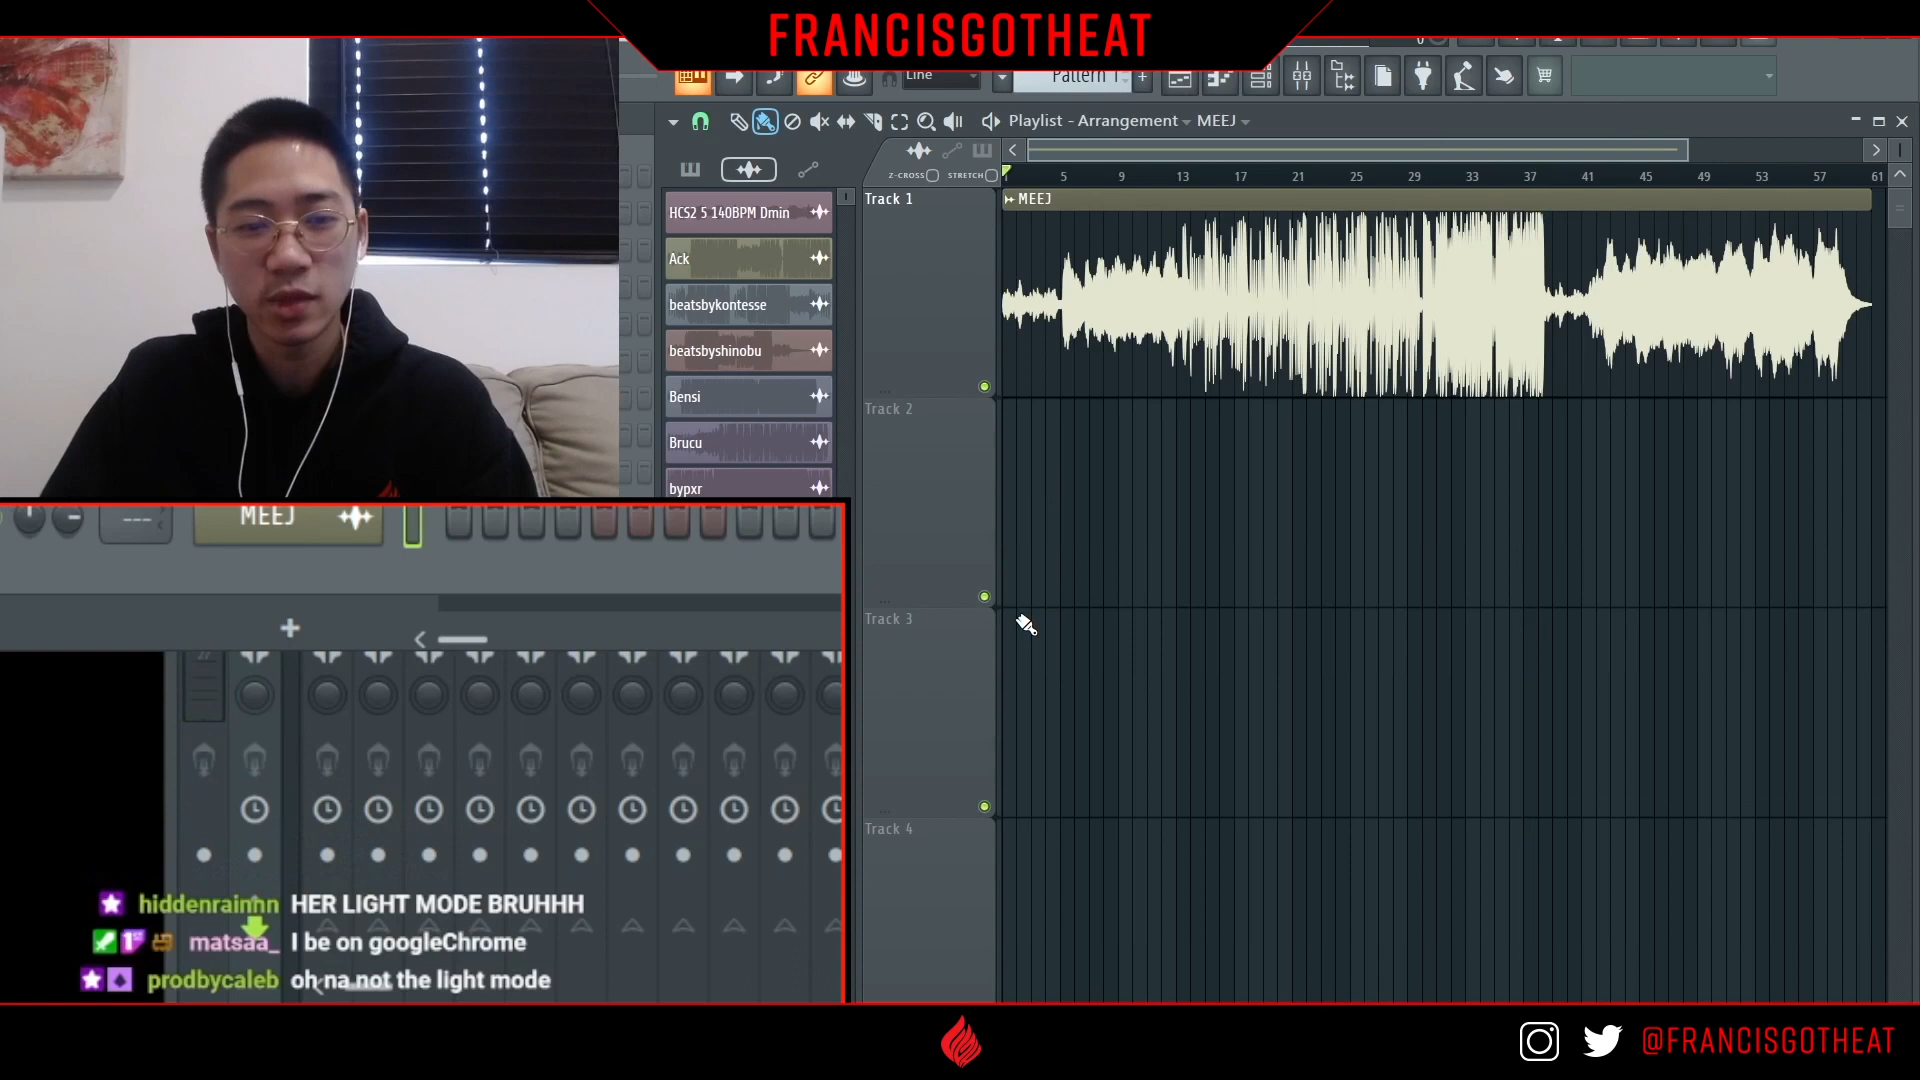 FRANCISGOTHEAT
Line
Pattern 1
Playlist - Arrangement
MEEJ
Z-CROSS
STRETCH
5 9 13 17 21 25 29 33 37 41 45 49 53 57 61
HCS2 5 140BPM Dmin
Ack
beatsbykontesse
beatsbyshinobu
Bensi
Brucu
bypxr
Track 1
MEEJ
Track 2
Track 3
Track 4
MEEJ
hiddenrainnn HER LIGHT MODE BRUHHH
matsaa_ I be on googleChrome
prodbycaleb oh na not the light mode
@FRANCISGOTHEAT